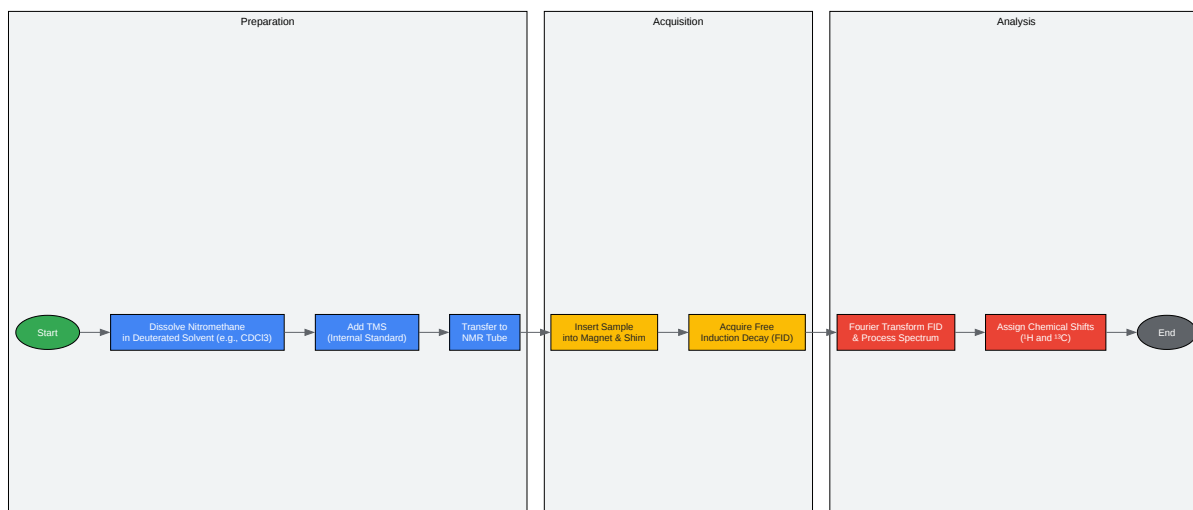 Preparation
Acquisition
Analysis
Start
Dissolve Nitromethane
in Deuterated Solvent (e.g., CDCl3)
Add TMS
(Internal Standard)
Transfer to
NMR Tube
Insert Sample
into Magnet & Shim
Acquire Free
Induction Decay (FID)
Fourier Transform FID
& Process Spectrum
Assign Chemical Shifts
(¹H and ¹³C)
End